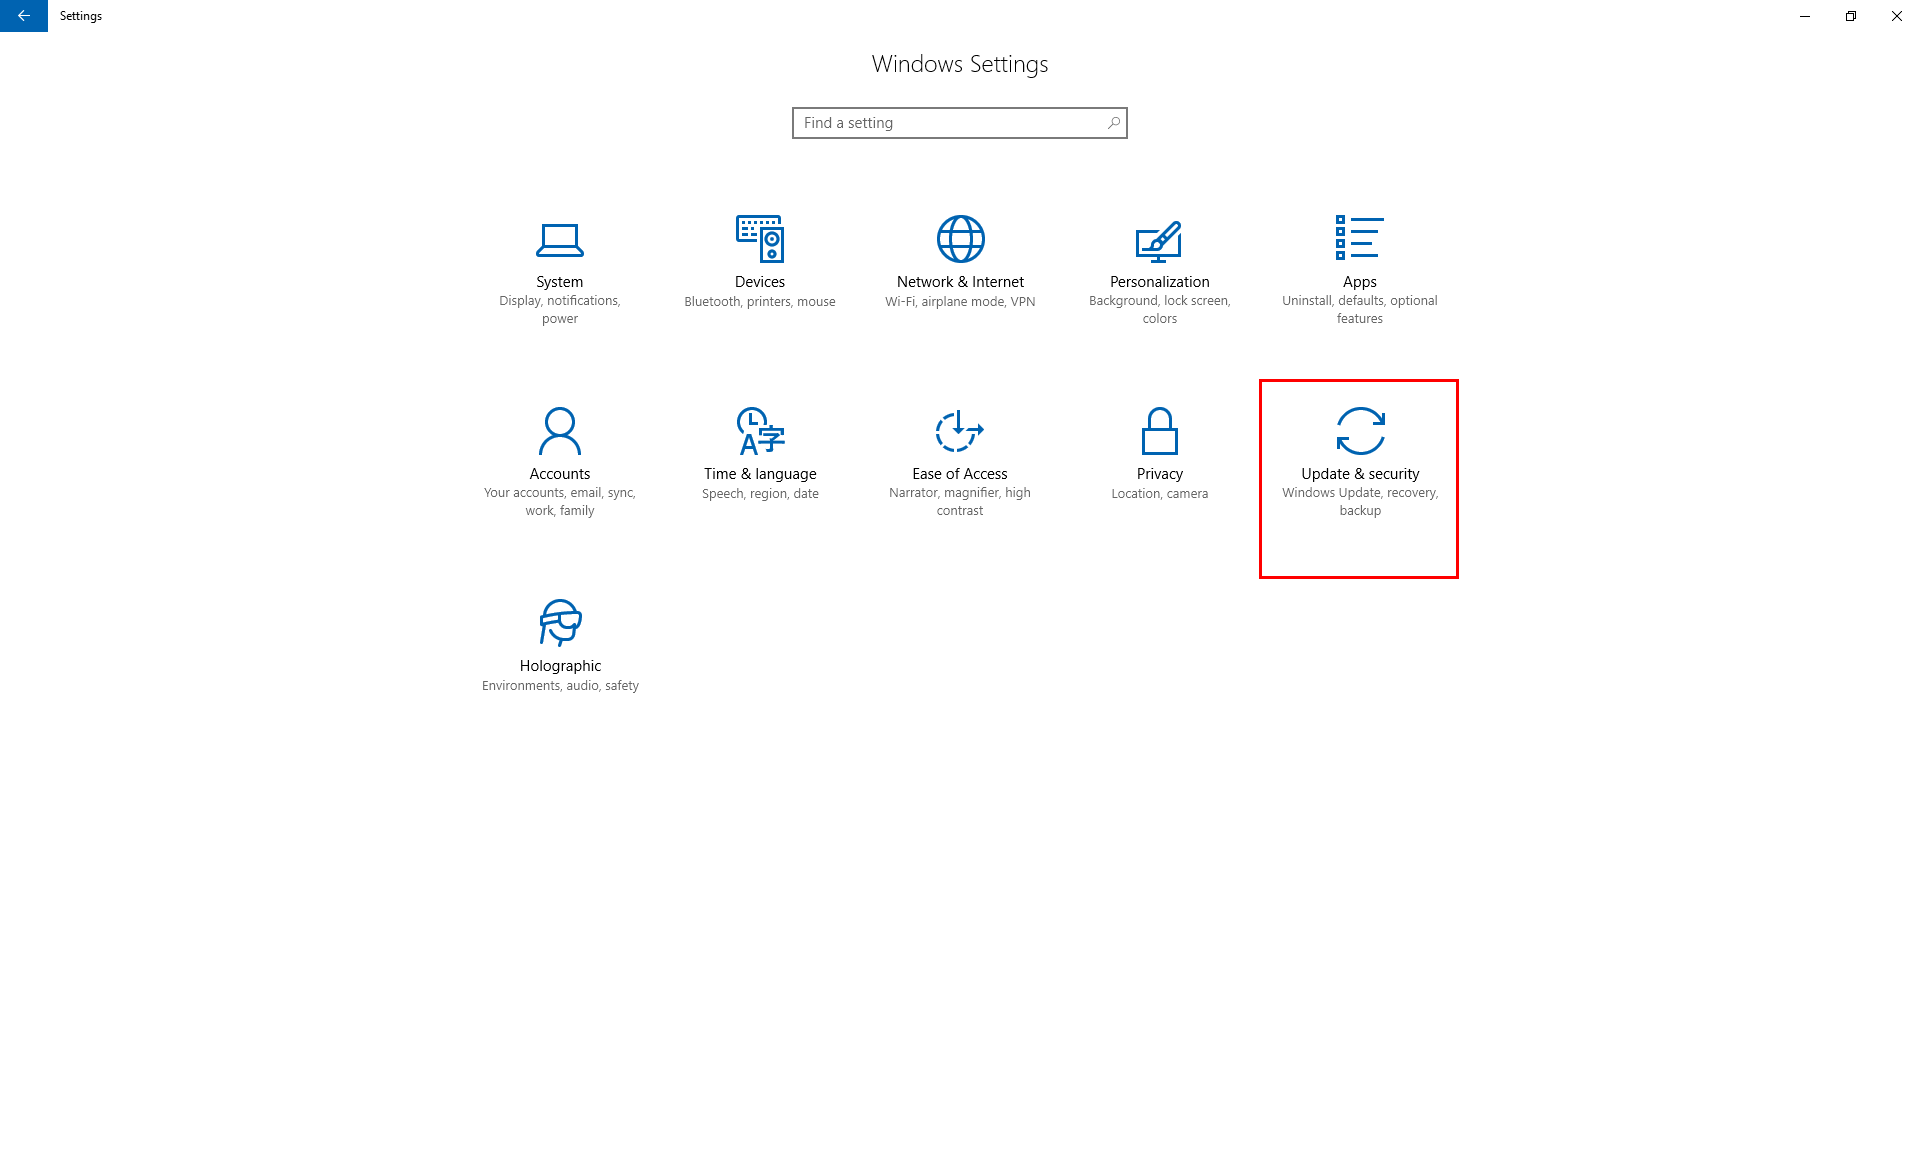 Settings
Windows Settings
Find a setting
System
Display, notifications,
power
Devices
Bluetooth, printers, mouse
Network & Internet
Wi-Fi, airplane mode, VPN
Personalization
Background, lock screen,
colors
Apps
Uninstall, defaults, optional
features
Accounts
Your accounts, email, sync,
work, family
A字
Time & language
Speech, region, date
Ease of Access
Narrator, magnifier, high
contrast
Privacy
Location, camera
Update & security
Windows Update, recovery,
backup
Holographic
Environments, audio, safety